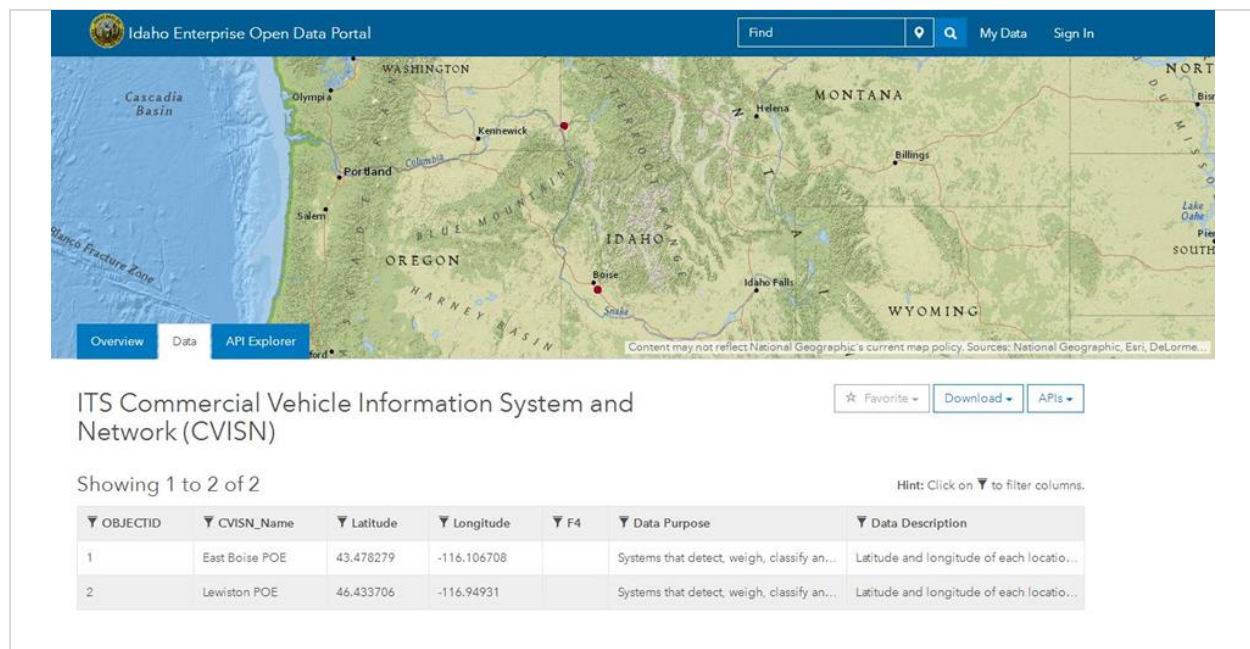 Idaho Enterprise Open Data Portal
Find
My Data
Sign In
WASHINGTON
NORT
Cascadia
Basin
Olympia
MONTANA
Helena
Bisr
Kennewick
Columbia
Billings
Portland
Salem
BLUE MOUNTAINS
Lake
Oahe
Pier
IDAHO
SOUTH
Blanco Fracture Zone
OREGON
Boise
Idaho Falls
HARNEY BASIN
Snake
WYOMING
Overview
Data
API Explorer
ford
Content may not reflect National Geographic's current map policy. Sources: National Geographic, Esri, DeLorme...
ITS Commercial Vehicle Information System and
Network (CVISN)
Favorite
Download
APIs
Showing 1 to 2 of 2
Hint: Click on to filter columns.
OBJECTID CVISN_Name Latitude Longitude F4 Data Purpose Data Description
1 East Boise POE 43.478279 -116.106708 Systems that detect, weigh, classify an... Latitude and longitude of each locatio...
2 Lewiston POE 46.433706 -116.94931 Systems that detect, weigh, classify an... Latitude and longitude of each locatio...